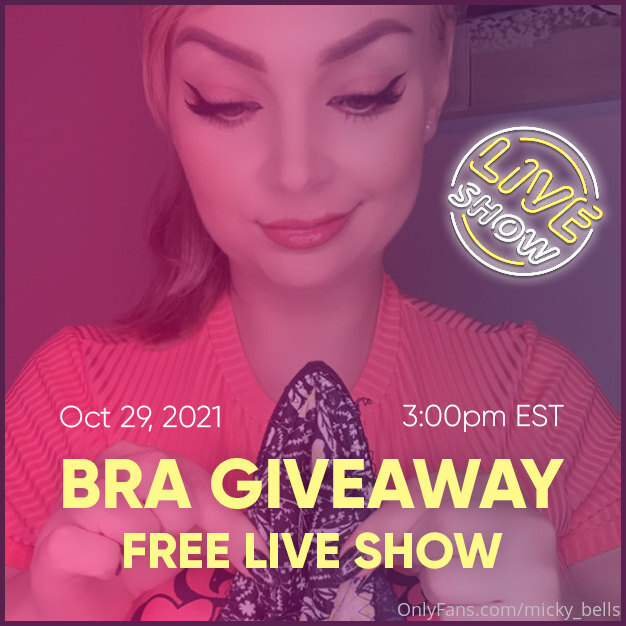 LIVE
SHOW
Oct 29, 2021 3:00pm EST
BRA GIVEAWAY
FREE LIVE SHOW
OnlyFans.com/micky_bells